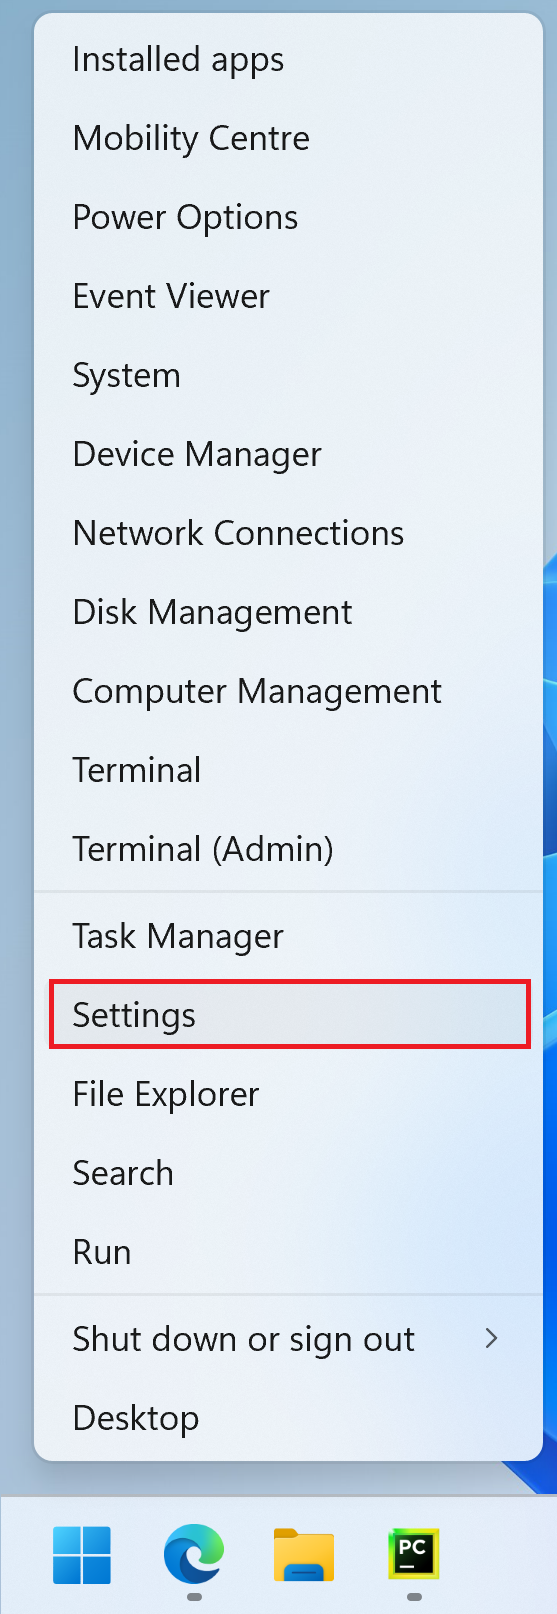 Installed apps
Mobility Centre
Power Options
Event Viewer
System
Device Manager
Network Connections
Disk Management
Computer Management
Terminal
Terminal (Admin)
Task Manager
Settings
File Explorer
Search
Run
Shut down or sign out
Desktop
PC